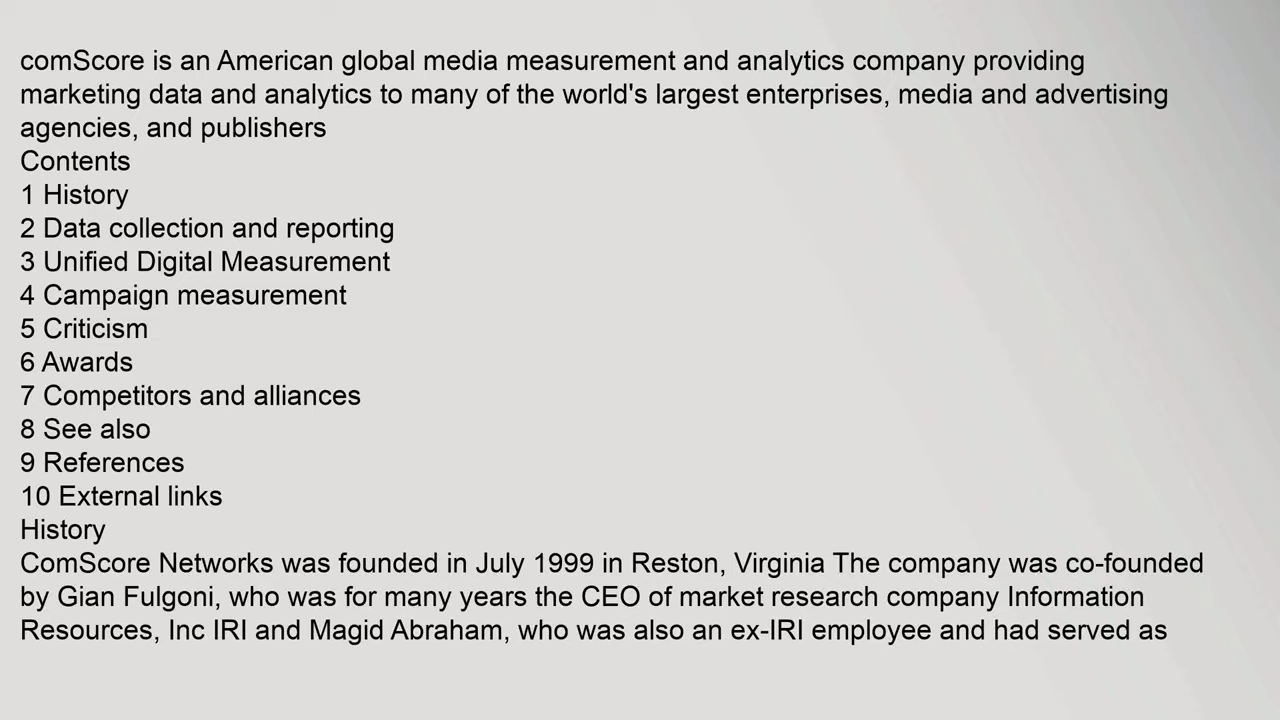 comScore is an American global media measurement and analytics company providing
marketing data and analytics to many of the world's largest enterprises, media and advertising
agencies, and publishers
Contents
1 History
2 Data collection and reporting
3 Unified Digital Measurement
4 Campaign measurement
5 Criticism
6 Awards
7 Competitors and alliances
8 See also
9 References
10 External links
History
ComScore Networks was founded in July 1999 in Reston, Virginia The company was co-founded
by Gian Fulgoni, who was for many years the CEO of market research company Information
Resources, Inc IRI and Magid Abraham, who was also an ex-IRI employee and had served as